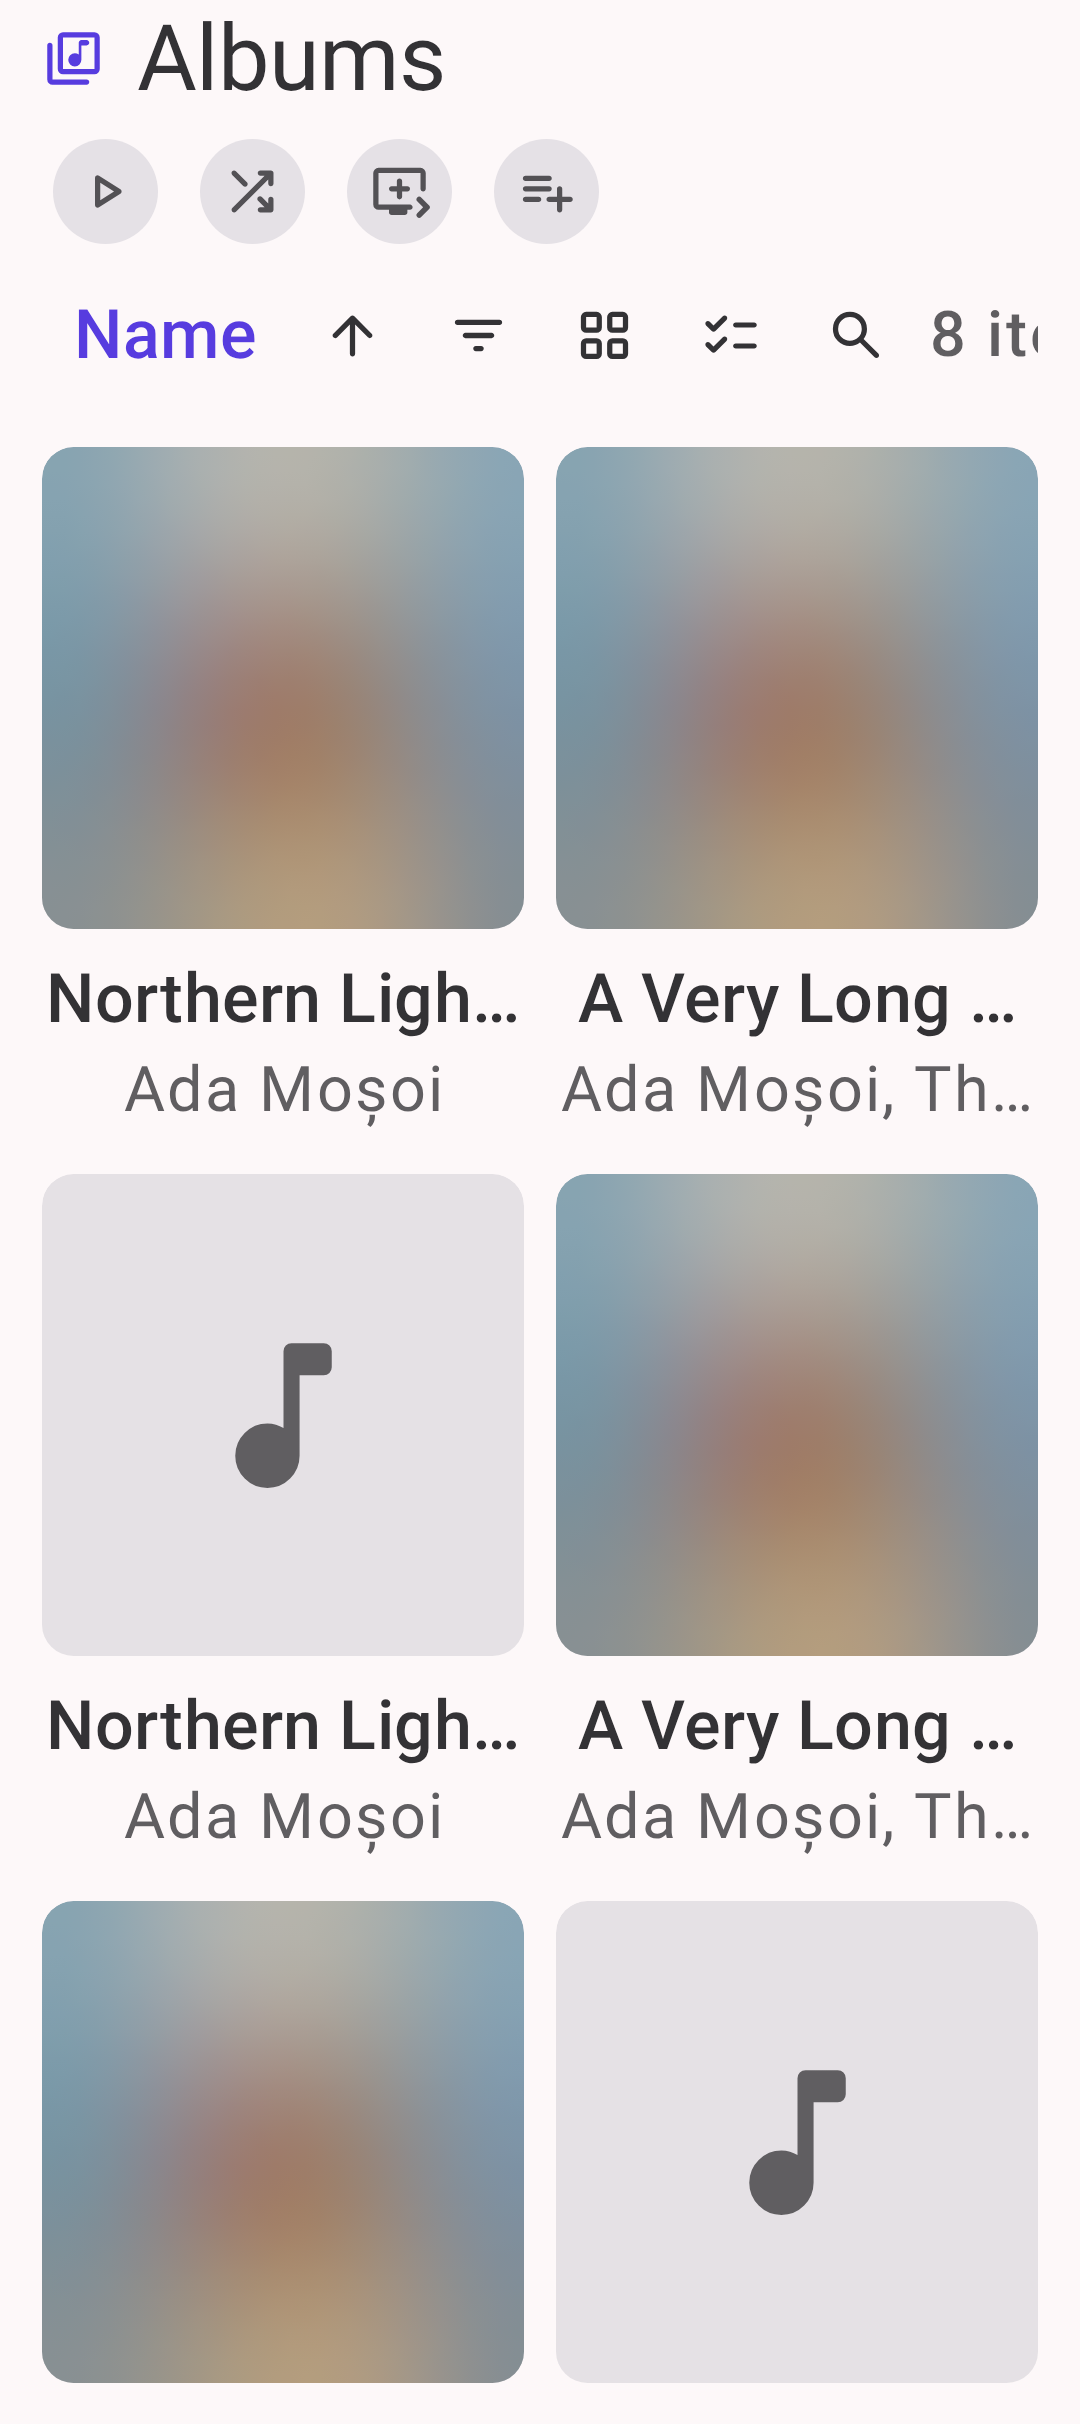 Albums
Name
8 ite
Northern Ligh...
A Very Long ...
Ada Moșoi
Ada Moșoi, Th...
Northern Ligh...
A Very Long ...
Ada Moșoi
Ada Moșoi, Th...